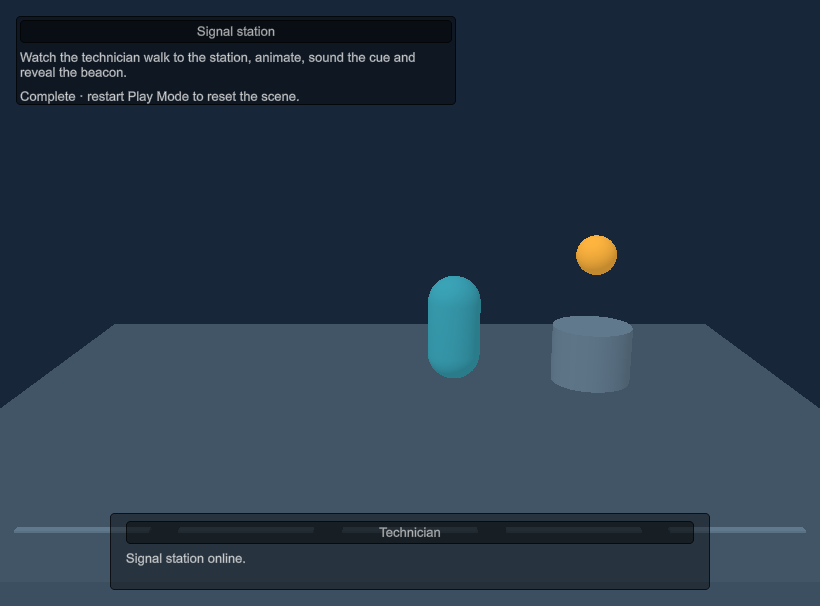 Signal station
Watch the technician walk to the station, animate, sound the cue and
reveal the beacon.
Complete · restart Play Mode to reset the scene.
Technician
Signal station online.